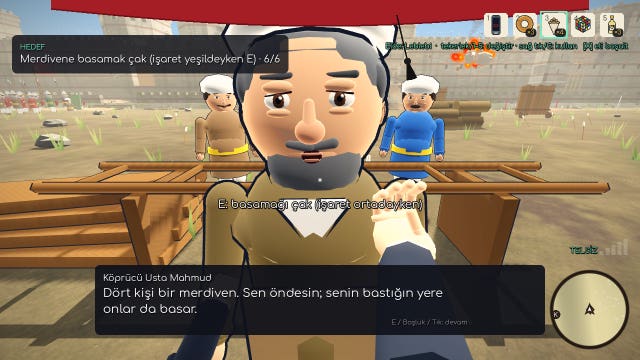 HEDEF
Merdivene basamak çak (işaret yeşildeyken E) · 6/6
E: basamağı çak (işaret ortadayken)
TELSİZ
Köprücü Usta Mahmud
Dört kişi bir merdiven. Sen öndesin; senin bastığın yere
onlar da basar.
E / Boşluk / Tık: devam